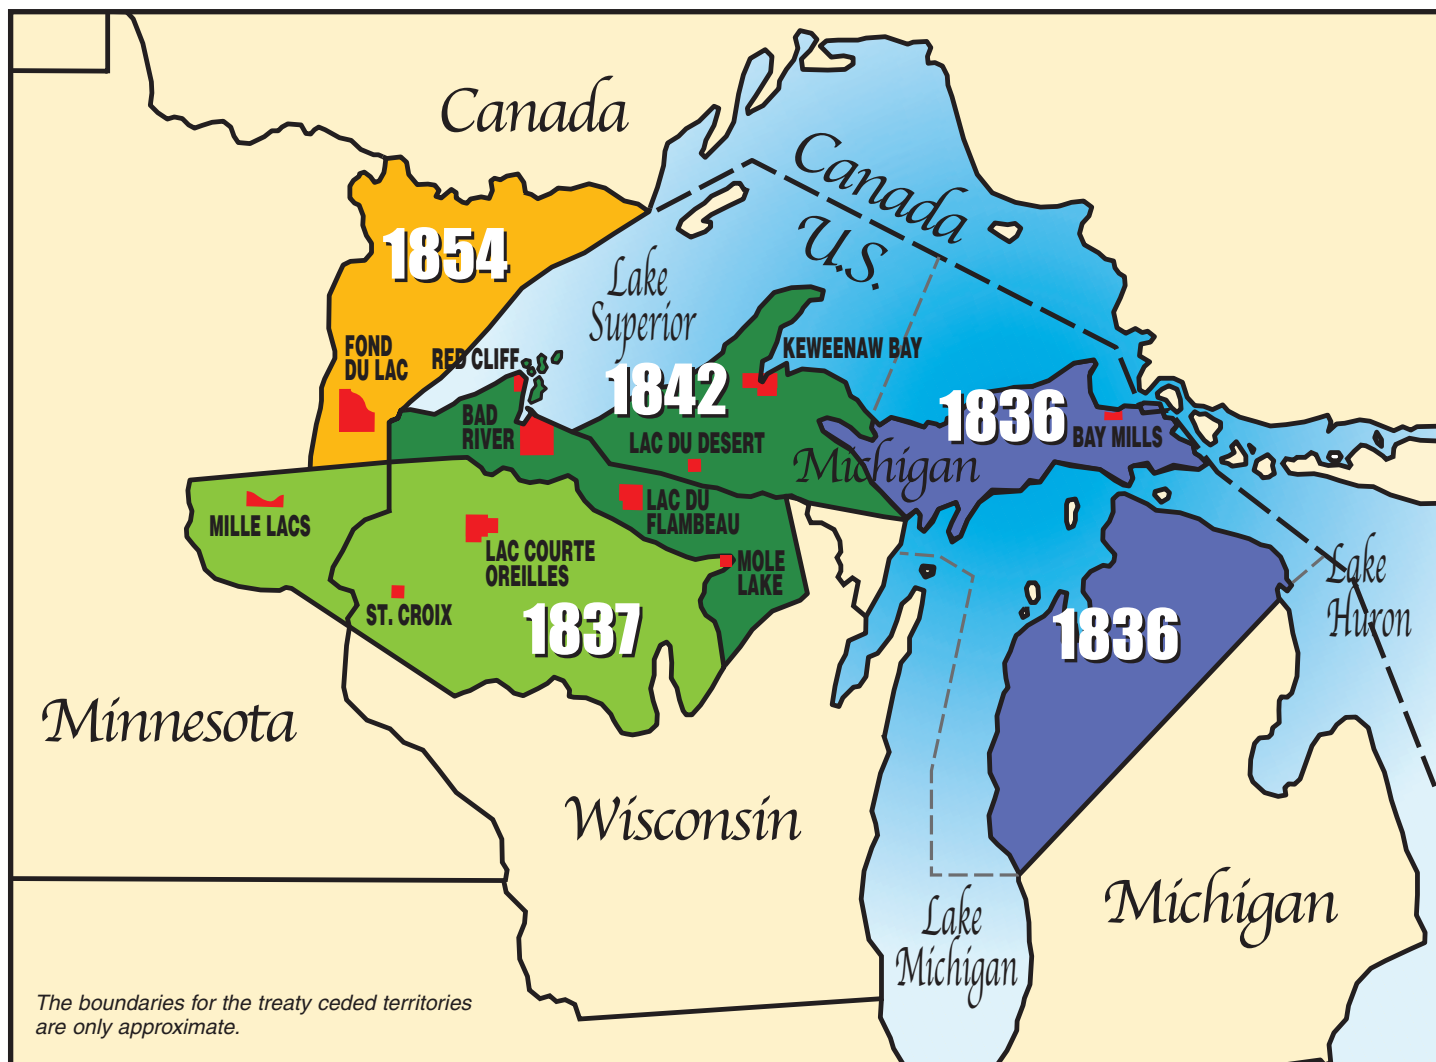 Canada
Canada
U.S.
1854
Lake
Superior
FOND
DU LAC
RED CLIFF
KEWEENAW BAY
1842
1836
BAD
RIVER
LAC DU DESERT
BAY MILLS
Michigan
MILLE LACS
LAC DU
FLAMBEAU
LAC COURTE
OREILLES
MOLE
LAKE
ST. CROIX
1837
1836
Lake
Huron
Minnesota
Wisconsin
Michigan
Lake
Michigan
The boundaries for the treaty ceded territories
are only approximate.